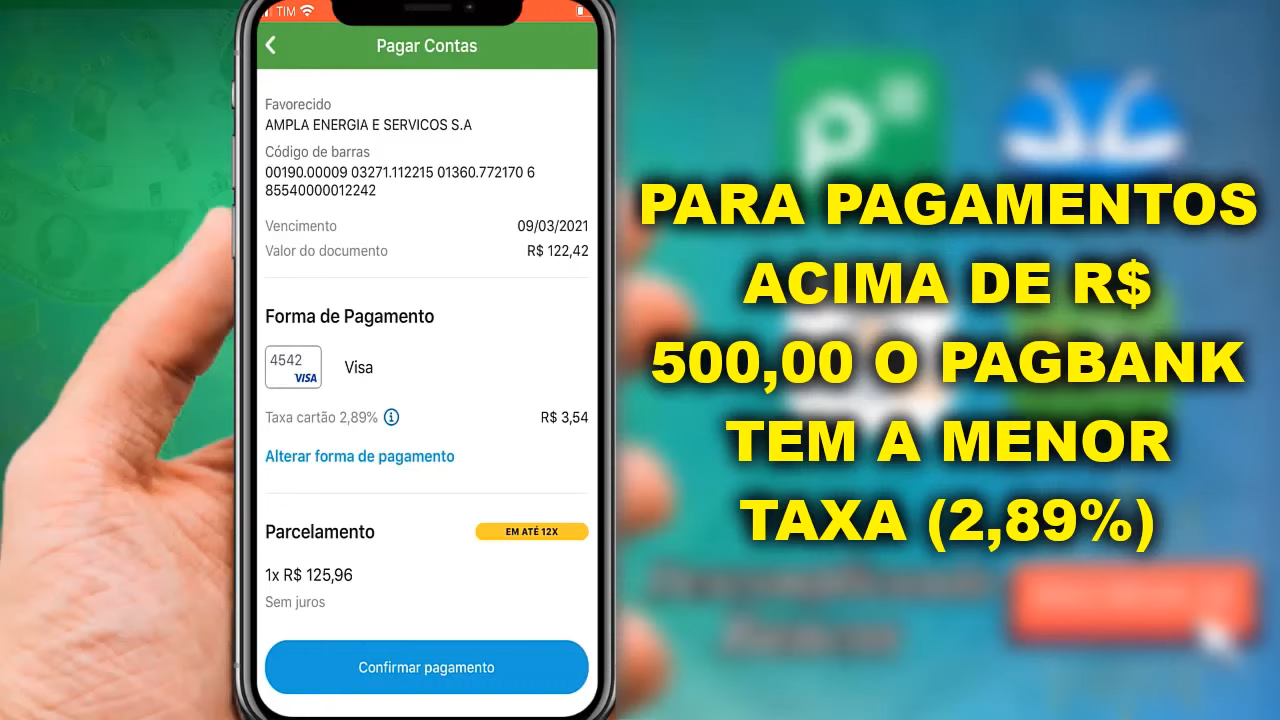 TIM
Pagar Contas
Favorecido
AMPLA ENERGIA E SERVICOS S.A
Código de barras
00190.00009 03271.112215 01360.772170 6
85540000012242
Vencimento 09/03/2021
Valor do documento R$ 122,42
Forma de Pagamento
4542
VISA
Visa
Taxa cartão 2,89% R$ 3,54
Alterar forma de pagamento
Parcelamento EM ATÉ 12X
1x R$ 125,96
Sem juros
Confirmar pagamento
PARA PAGAMENTOS
ACIMA DE R$
500,00 O PAGBANK
TEM A MENOR
TAXA (2,89%)